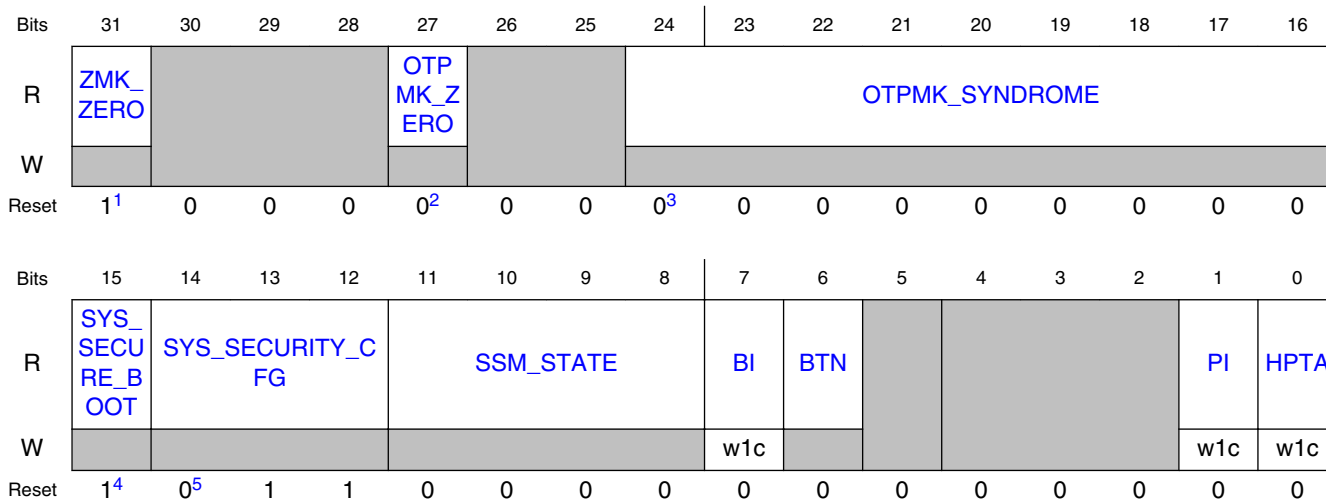 Bits 31 30 29 28 27 26 25 24 23 22 21 20 19 18 17 16
R ZMK_ ZERO OTP MK_Z ERO OTPMK_SYNDROME
W
Reset 1¹ 0 0 0 0² 0 0 0³ 0 0 0 0 0 0 0 0
Bits 15 14 13 12 11 10 9 8 7 6 5 4 3 2 1 0
R SYS_ SECU RE_B OOT SYS_SECURITY_C FG SSM_STATE BI BTN PI HPTA
W w1c w1c w1c
Reset 1⁴ 0⁵ 1 1 0 0 0 0 0 0 0 0 0 0 0 0